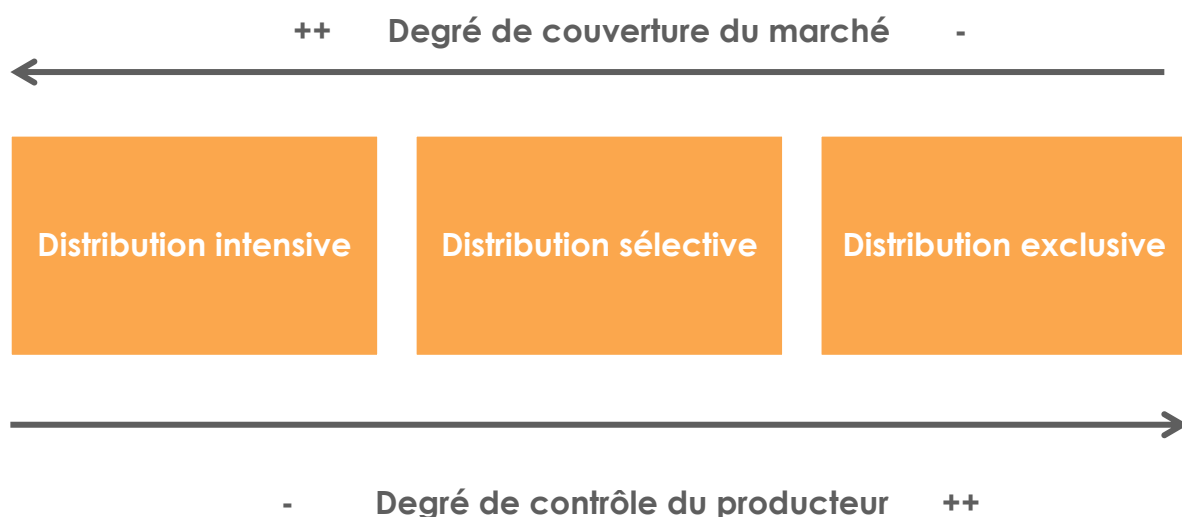 ++ Degré de couverture du marché -
Distribution intensive Distribution sélective Distribution exclusive
- Degré de contrôle du producteur ++